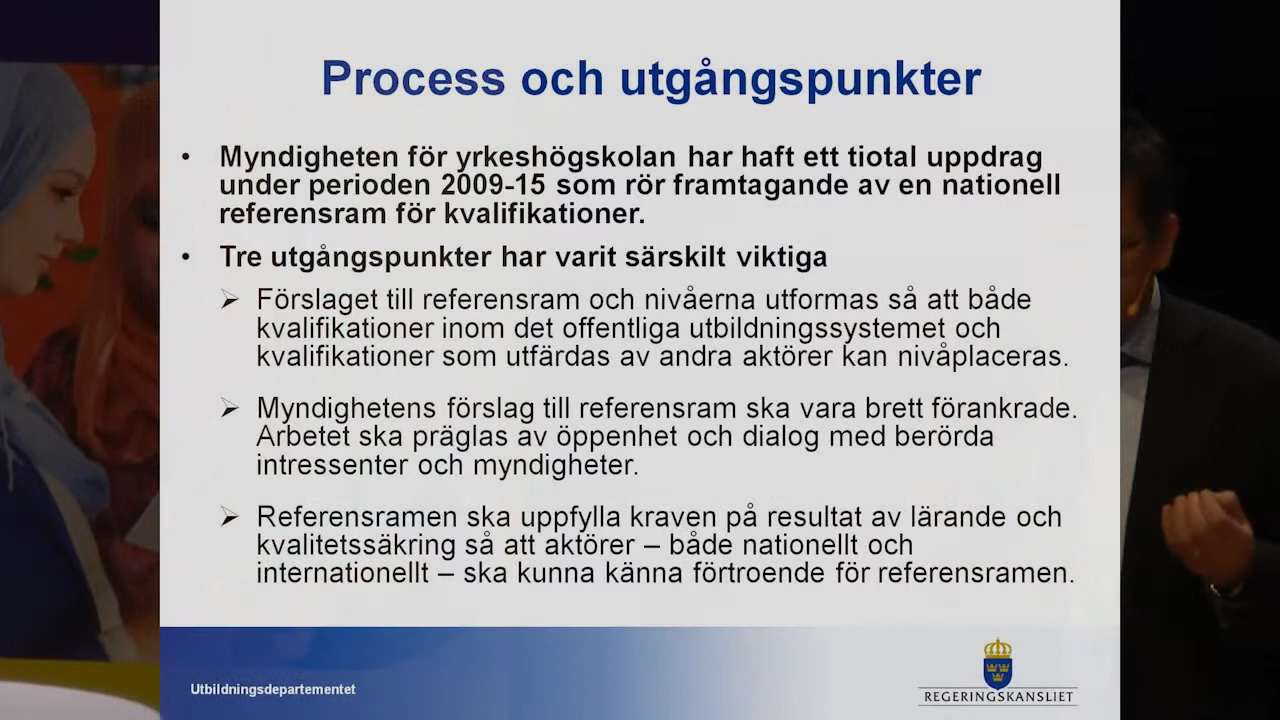 Process och utgångspunkter
• Myndigheten för yrkeshögskolan har haft ett tiotal uppdrag
under perioden 2009-15 som rör framtagande av en nationell
referensram för kvalifikationer.
• Tre utgångspunkter har varit särskilt viktiga
➢ Förslaget till referensram och nivåerna utformas så att både
kvalifikationer inom det offentliga utbildningssystemet och
kvalifikationer som utfärdas av andra aktörer kan nivåplaceras.
➢ Myndighetens förslag till referensram ska vara brett förankrade.
Arbetet ska präglas av öppenhet och dialog med berörda
intressenter och myndigheter.
➢ Referensramen ska uppfylla kraven på resultat av lärande och
kvalitetssäkring så att aktörer – både nationellt och
internationellt – ska kunna känna förtroende för referensramen.
Utbildningsdepartementet
REGERINGSKANSLIET